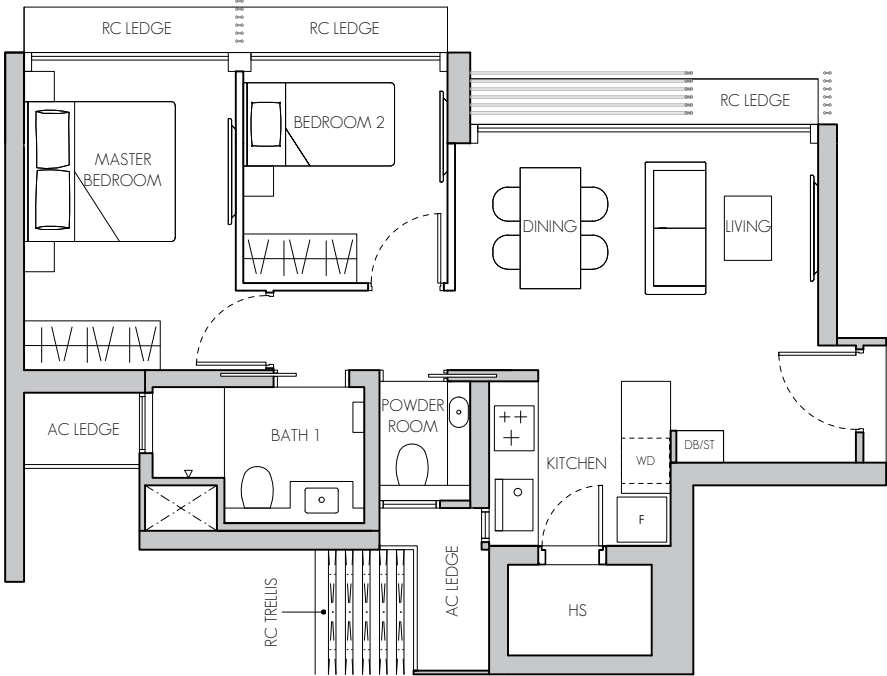 RC LEDGE
RC LEDGE
RC LEDGE
BEDROOM 2
MASTER
BEDROOM
DINING
LIVING
POWDER
ROOM
AC LEDGE
BATH 1
DB/ST
KITCHEN
WD
F
AC LEDGE
RC TRELLIS
HS